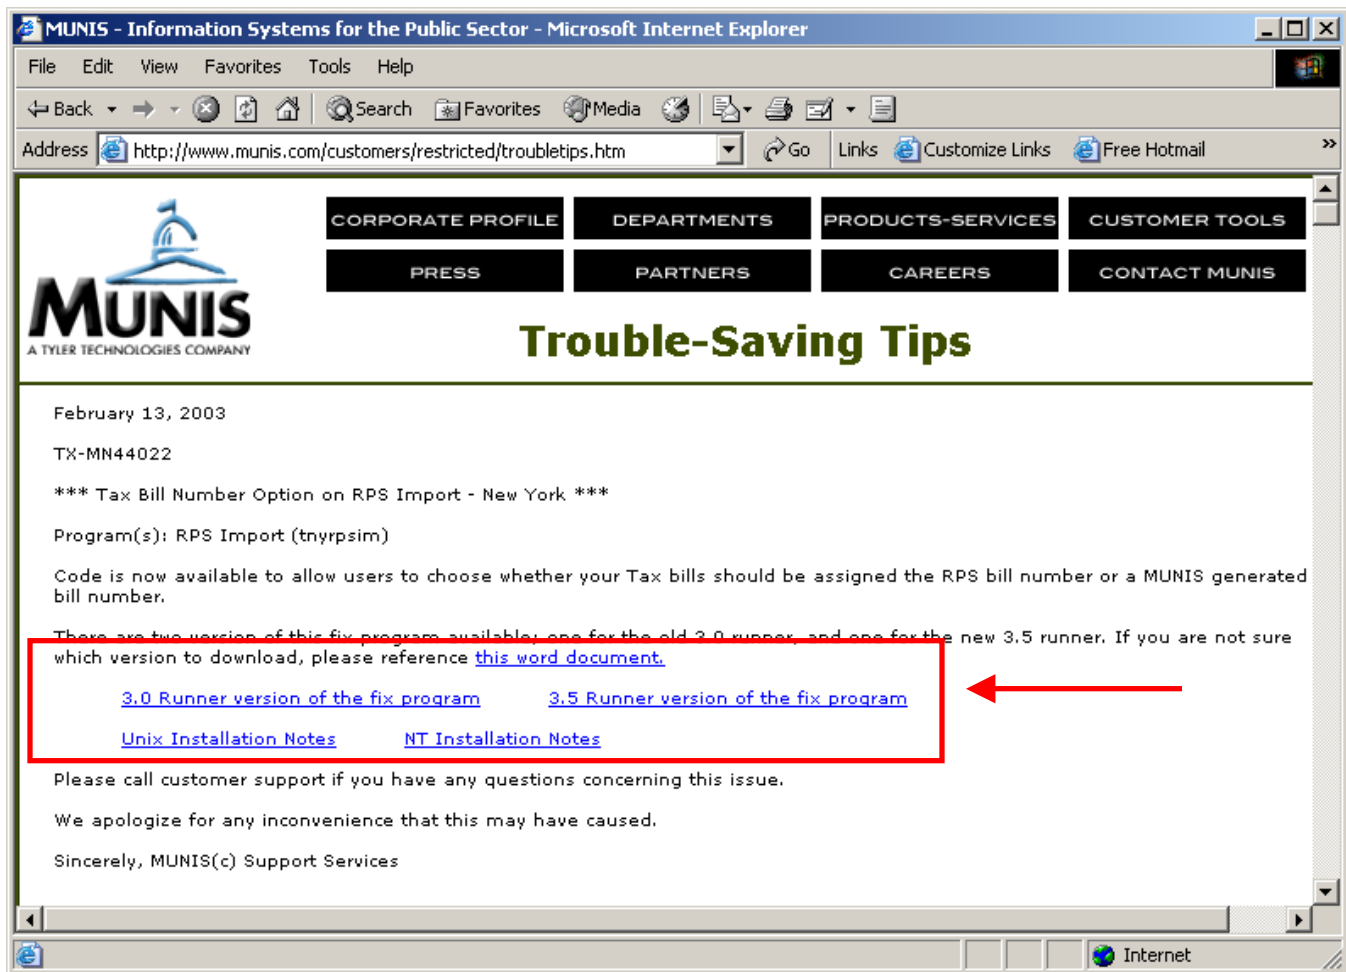 MUNIS - Information Systems for the Public Sector - Microsoft Internet Explorer
File Edit View Favorites Tools Help
Back Search Favorites Media
Address http://www.munis.com/customers/restricted/troubletips.htm Go Links Customize Links Free Hotmail »
CORPORATE PROFILE DEPARTMENTS PRODUCTS-SERVICES CUSTOMER TOOLS
PRESS PARTNERS CAREERS CONTACT MUNIS
MUNIS
A TYLER TECHNOLOGIES COMPANY
Trouble-Saving Tips
February 13, 2003
TX-MN44022
*** Tax Bill Number Option on RPS Import - New York ***
Program(s): RPS Import (tnyrpsim)
Code is now available to allow users to choose whether your Tax bills should be assigned the RPS bill number or a MUNIS generated
bill number.
There are two version of this fix program available; one for the old 3.0 runner, and one for the new 3.5 runner. If you are not sure
which version to download, please reference this word document.
3.0 Runner version of the fix program 3.5 Runner version of the fix program
Unix Installation Notes NT Installation Notes
Please call customer support if you have any questions concerning this issue.
We apologize for any inconvenience that this may have caused.
Sincerely, MUNIS(c) Support Services
Internet